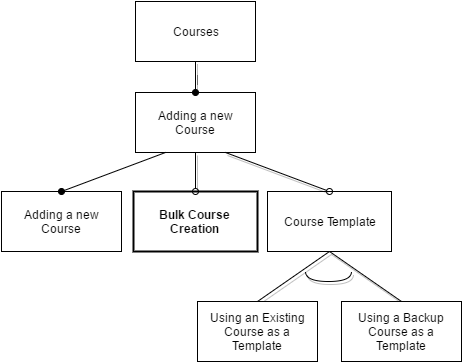 Courses
Adding a new
Course
Adding a new
Course
Bulk Course
Creation
Course Template
Using an Existing
Course as a
Template
Using a Backup
Course as a
Template